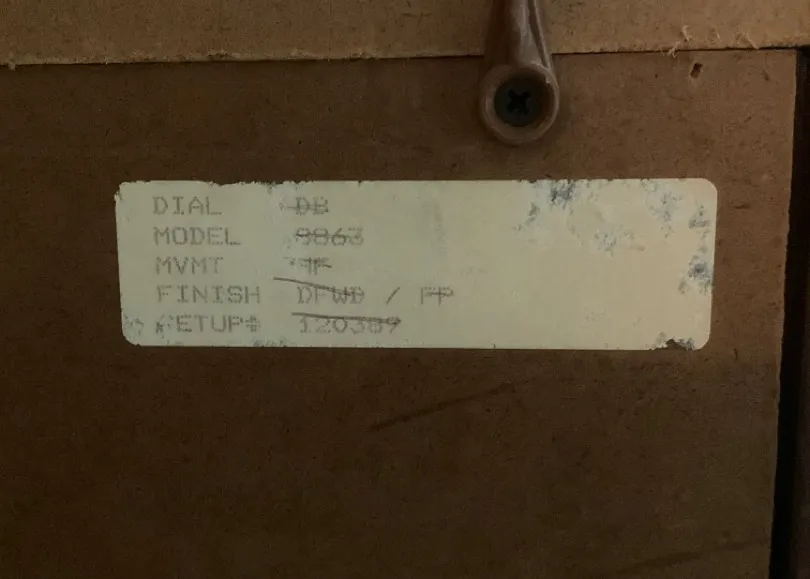 DIAL DB
MODEL 9863
MVMT
FINISH DFWD / FP
SETUP# 120389